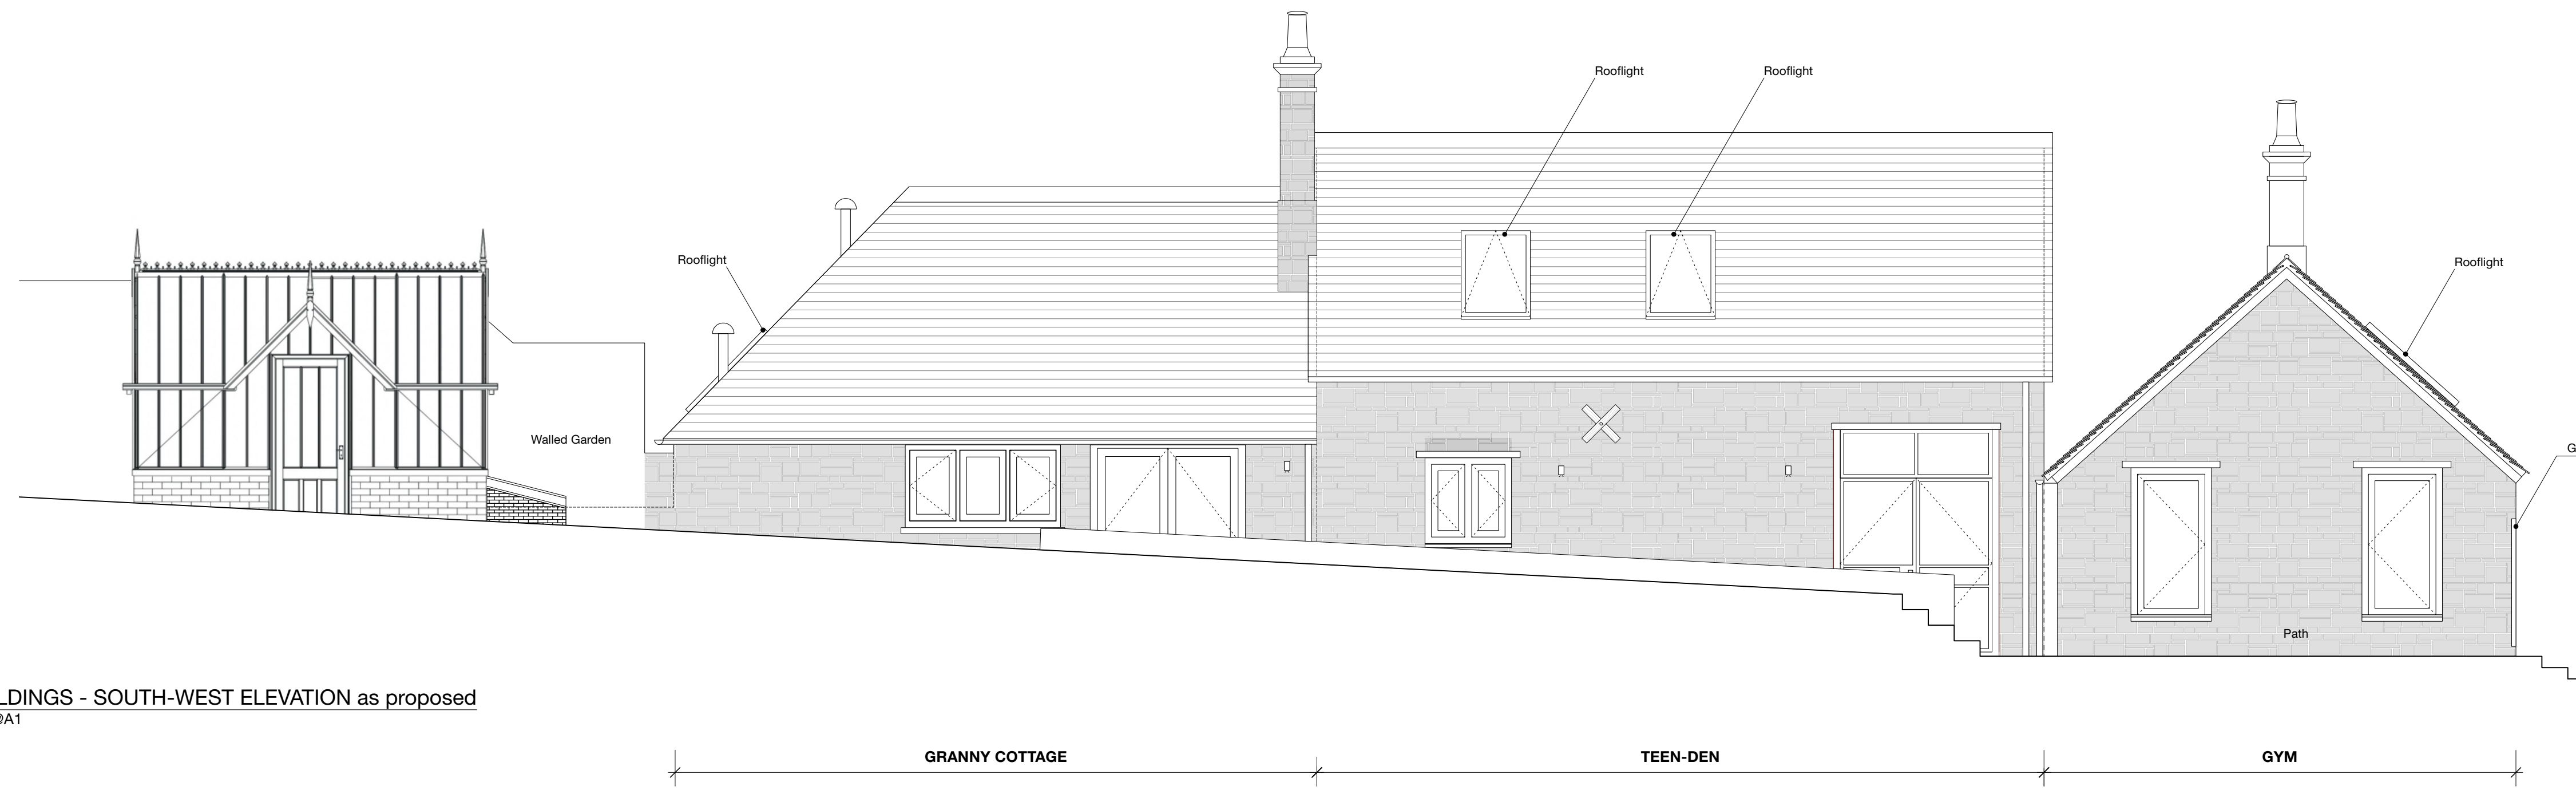 Rooflight
Rooflight
Rooflight
Rooflight
Walled Garden
G
Path
LDINGS - SOUTH-WEST ELEVATION as proposed
@A1
GRANNY COTTAGE
TEEN-DEN
GYM